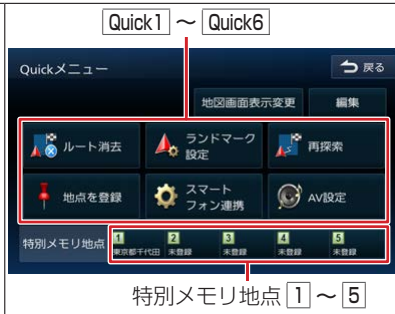 Quick1 ～ Quick6
Quickメニュー
戻る
地図画面表示変更 編集
ルート消去
ランドマーク
設定
再探索
地点を登録
スマート
フォン連携
AV設定
特別メモリ地点
1 2 3 4 5
東京都千代田 未登録 未登録 未登録 未登録
特別メモリ地点 1 ～ 5